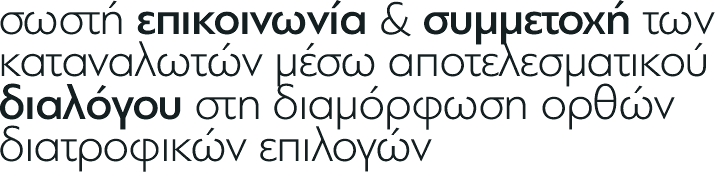 σωστή επικοινωνία & συμμετοχή των
καταναλωτών μέσω αποτελεσματικού
διαλόγου στη διαμόρφωση ορθών
διατροφικών επιλογών